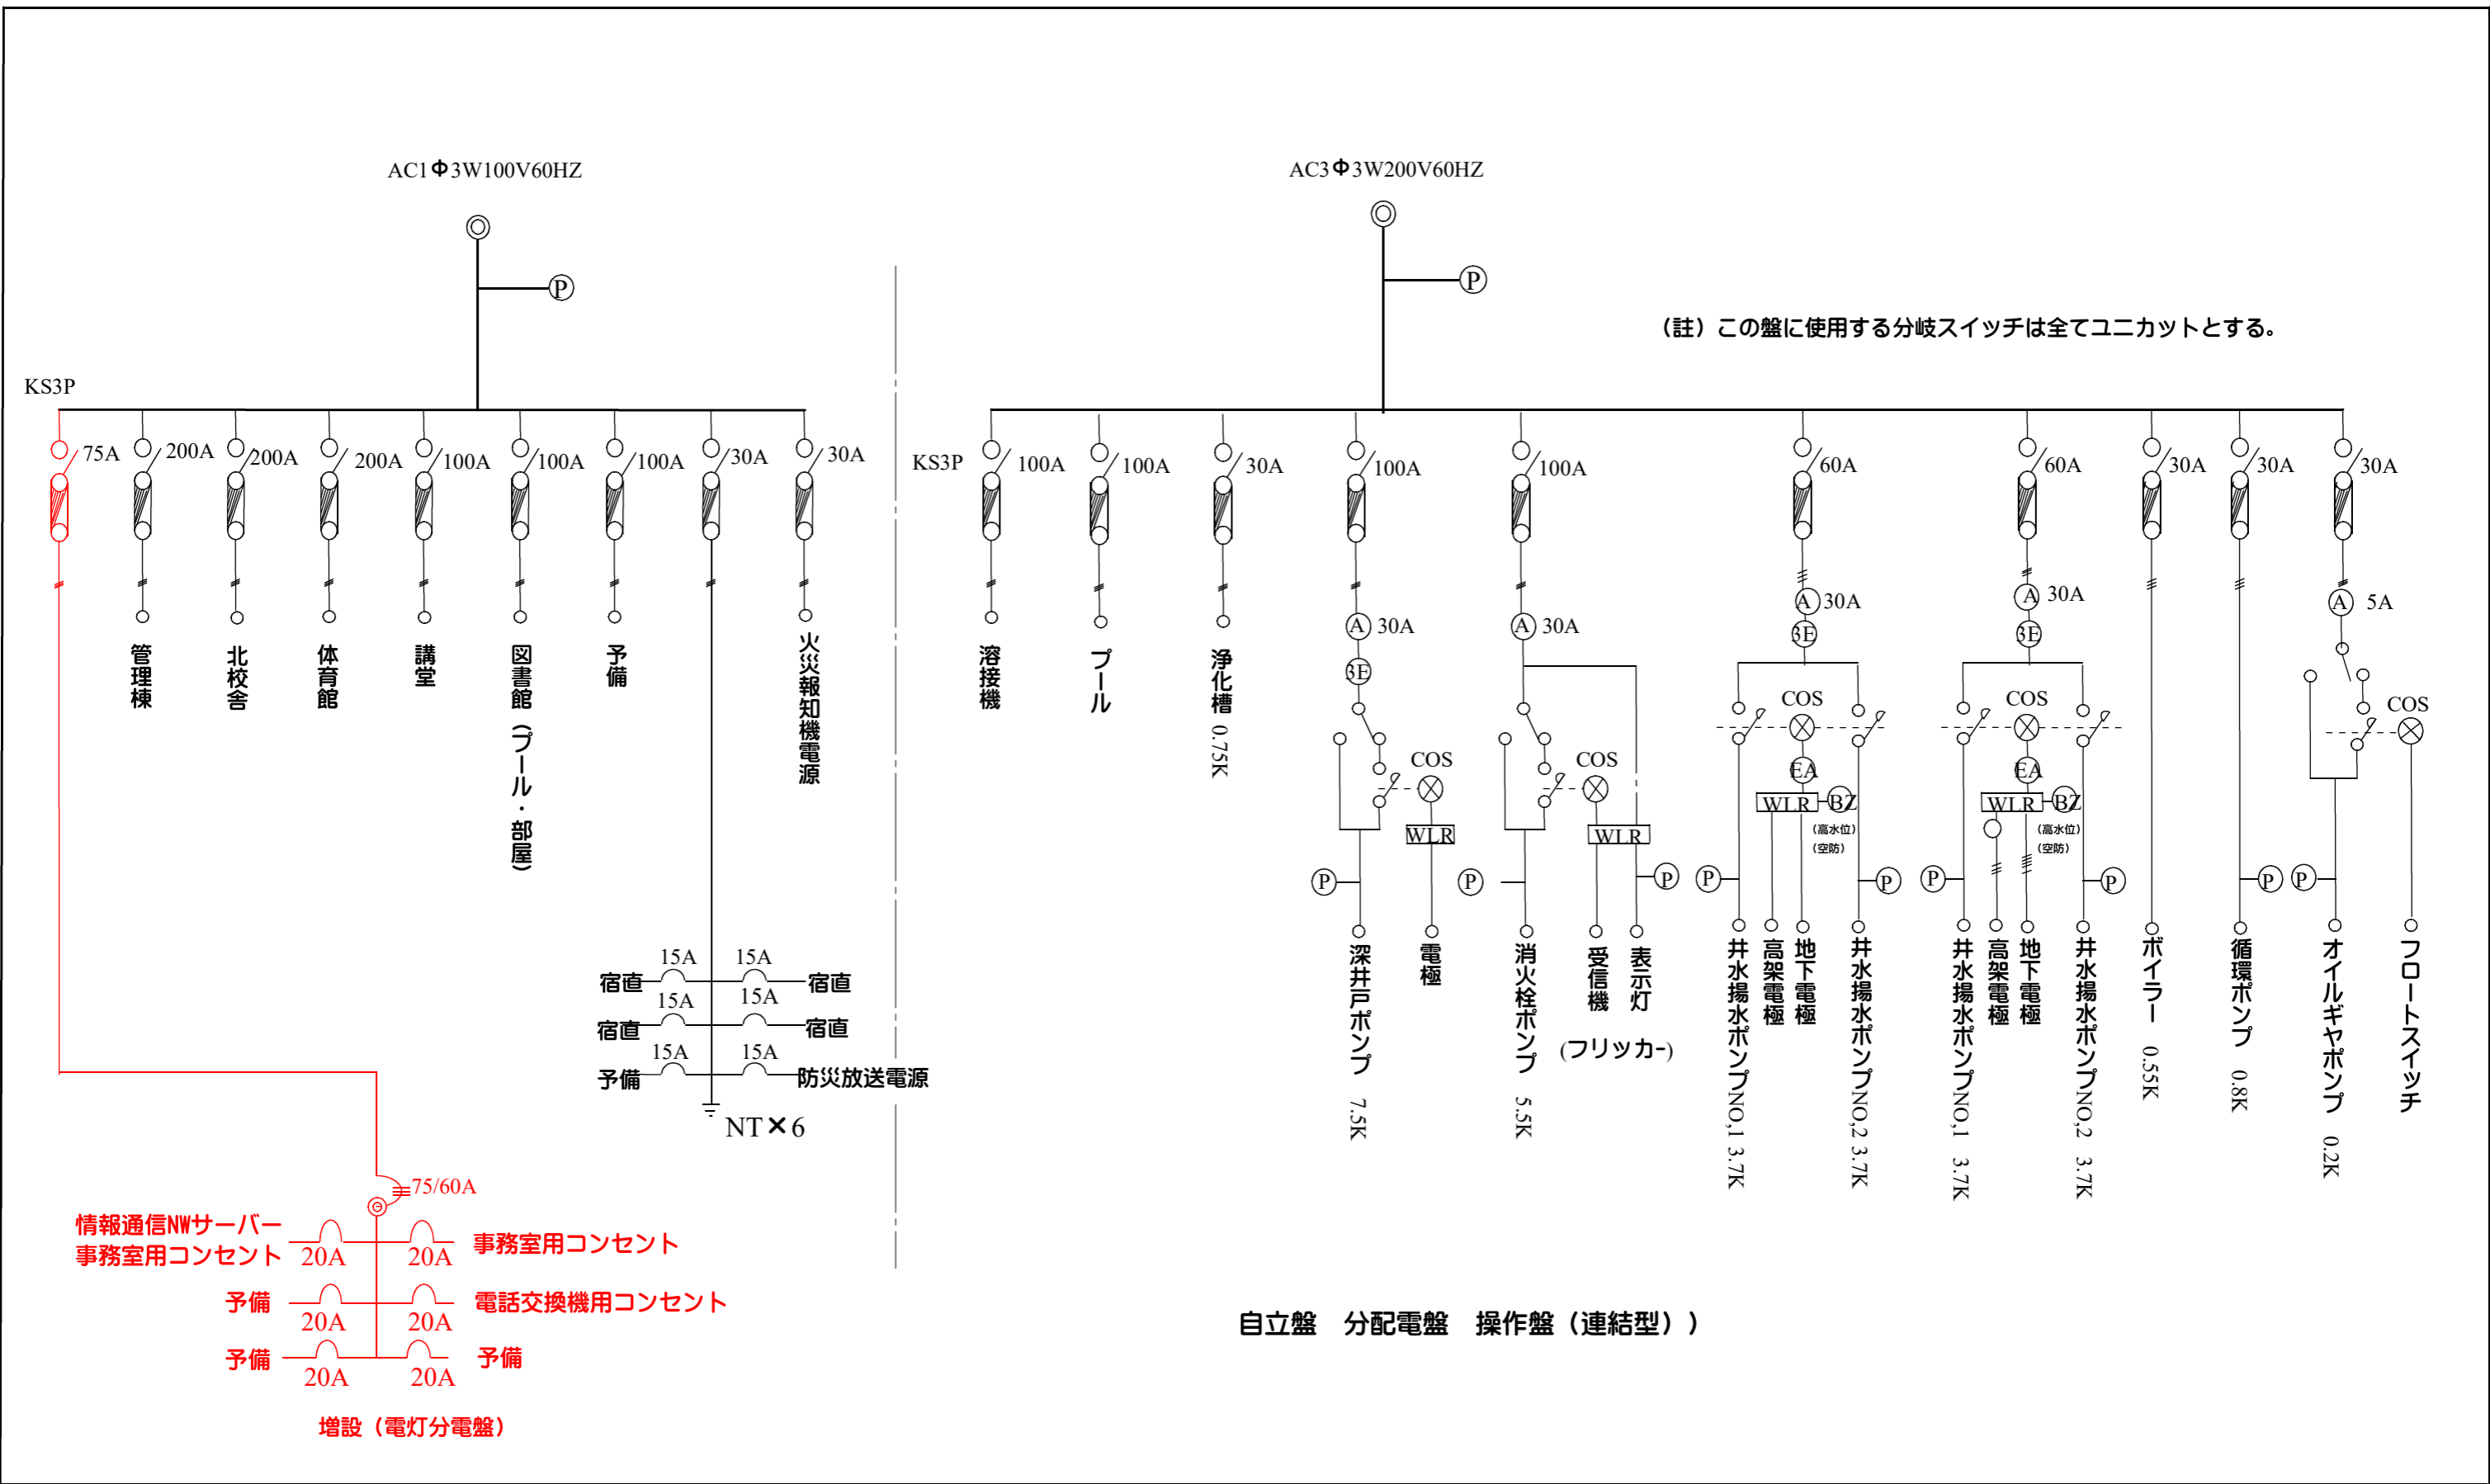 AC1Φ3W100V60HZ
AC3Φ3W200V60HZ
P
P
(註)この盤に使用する分岐スイッチは全てユニカットとする。
KS3P
75A
200A
200A
200A
100A
100A
100A
30A
30A
KS3P
100A
100A
30A
100A
100A
60A
60A
30A
30A
30A
管理棟
北校舎
体育館
講堂
図書館(プール・部屋)
予備
火災報知機電源
溶接機
プール
浄化槽 0.75K
A 30A
3E
COS
WLR
P
深井戸ポンプ 7.5K
電極
A 30A
COS
WLR
P
P
消火栓ポンプ 5.5K
受信機
表示灯
(フリッカ-)
A 30A
3E
COS
EA
WLR
BZ
(高水位)
(空防)
P
P
井水揚水ポンプNO,1 3.7K
高架電極
地下電極
井水揚水ポンプNO,2 3.7K
A 30A
3E
COS
EA
WLR
BZ
(高水位)
(空防)
P
P
井水揚水ポンプNO,1 3.7K
高架電極
地下電極
井水揚水ポンプNO,2 3.7K
ボイラー 0.55K
P
循環ポンプ 0.8K
A 5A
COS
P
オイルギヤポンプ 0.2K
フロートスイッチ
15A 15A
宿直 宿直
15A 15A
宿直 宿直
15A 15A
予備 防災放送電源
NT×6
75/60A
情報通信NWサーバー
事務室用コンセント
20A
20A
事務室用コンセント
予備
20A
20A
電話交換機用コンセント
予備
20A
20A
予備
増設(電灯分電盤)
自立盤 分配電盤 操作盤(連結型))